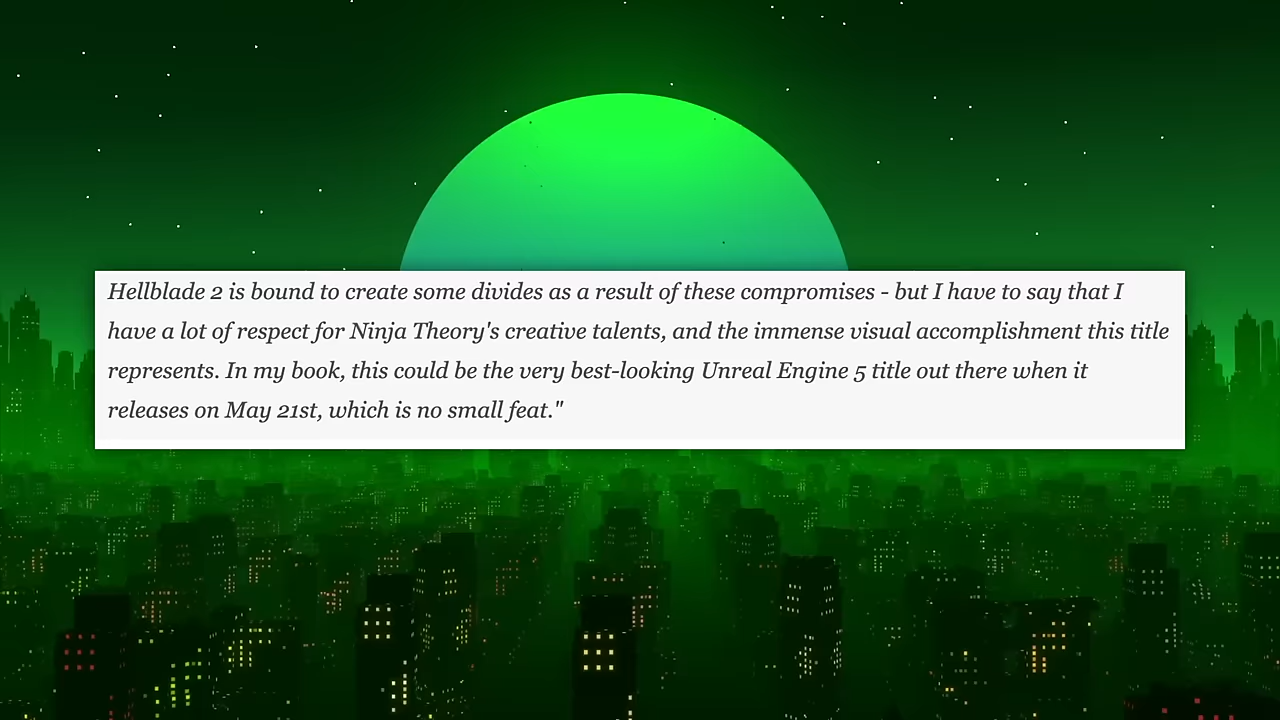 Hellblade 2 is bound to create some divides as a result of these compromises - but I have to say that I
have a lot of respect for Ninja Theory's creative talents, and the immense visual accomplishment this title
represents. In my book, this could be the very best-looking Unreal Engine 5 title out there when it
releases on May 21st, which is no small feat."